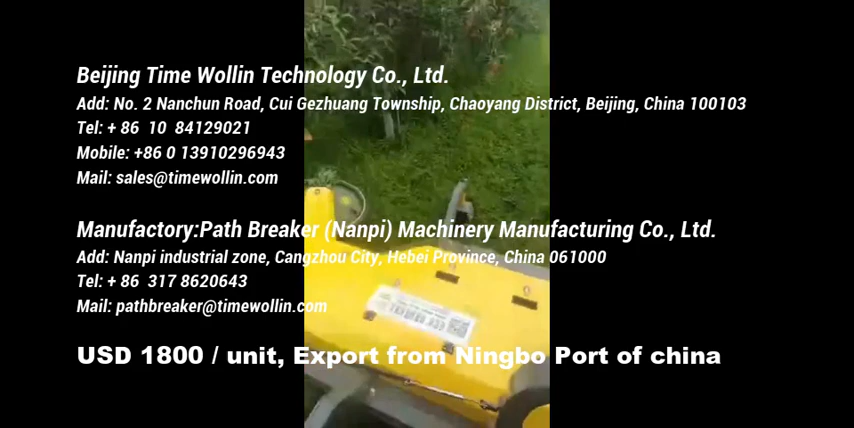 Beijing Time Wollin Technology Co., Ltd.
Add: No. 2 Nanchun Road, Cui Gezhuang Township, Chaoyang District, Beijing, China 100103
Tel: + 86  10  84129021
Mobile: +86 0 13910296943
Mail: sales@timewollin.com
Manufactory:Path Breaker (Nanpi) Machinery Manufacturing Co., Ltd.
Add: Nanpi industrial zone, Cangzhou City, Hebei Province, China 061000
Tel: + 86  317 8620643
Mail: pathbreaker@timewollin.com
USD 1800 / unit, Export from Ningbo Port of china